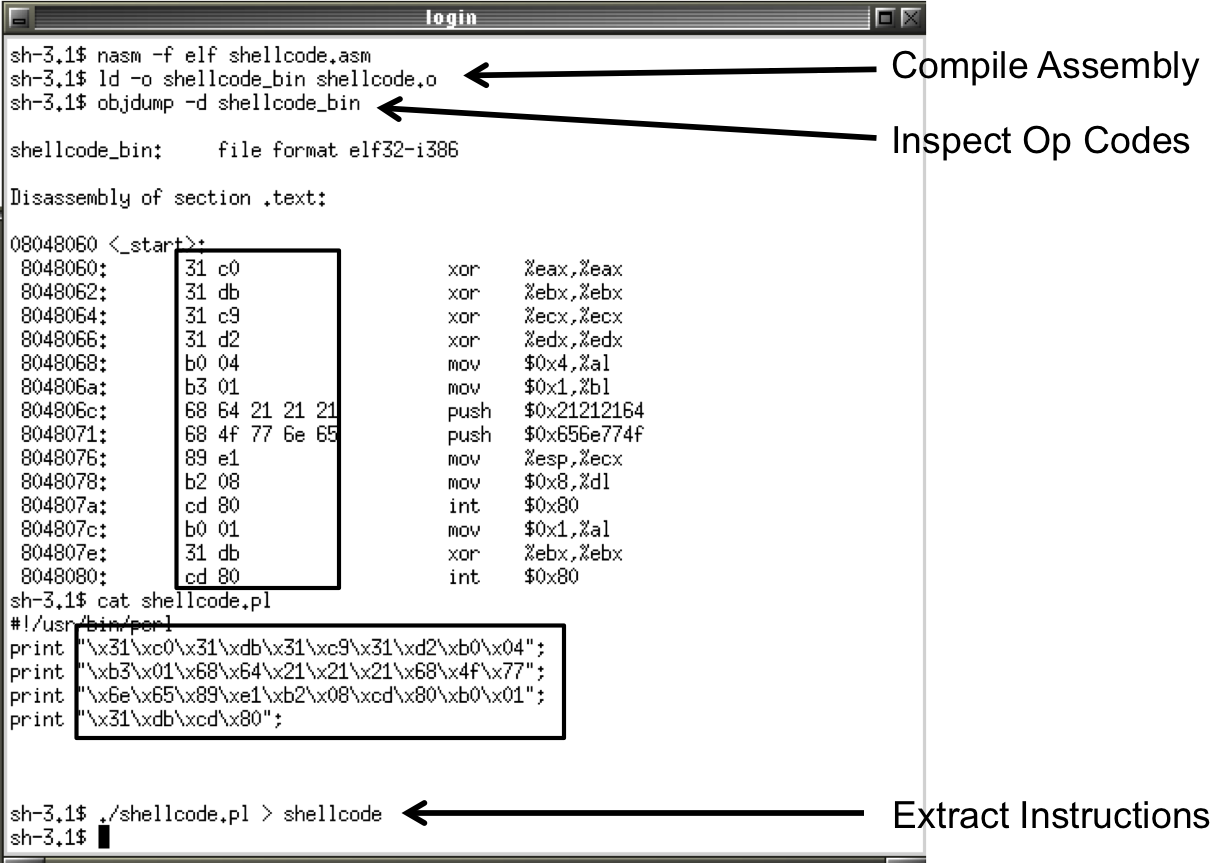 login
sh-3.1$ nasm -f elf shellcode.asm
sh-3.1$ ld -o shellcode_bin shellcode.o
sh-3.1$ objdump -d shellcode_bin
Compile Assembly
Inspect Op Codes
shellcode_bin:     file format elf32-i386
Disassembly of section .text:
08048060 <_start>:
 8048060:	31 c0	xor    %eax,%eax
 8048062:	31 db	xor    %ebx,%ebx
 8048064:	31 c9	xor    %ecx,%ecx
 8048066:	31 d2	xor    %edx,%edx
 8048068:	b0 04	mov    $0x4,%al
 804806a:	b3 01	mov    $0x1,%bl
 804806c:	68 64 21 21 21	push   $0x21212164
 8048071:	68 4f 77 6e 65	push   $0x656e774f
 8048076:	89 e1	mov    %esp,%ecx
 8048078:	b2 08	mov    $0x8,%dl
 804807a:	cd 80	int    $0x80
 804807c:	b0 01	mov    $0x1,%al
 804807e:	31 db	xor    %ebx,%ebx
 8048080:	cd 80	int    $0x80
sh-3.1$ cat shellcode.pl
#!/usr/bin/perl
print "\x31\xc0\x31\xdb\x31\xc9\x31\xd2\xb0\x04";
print "\xb3\x01\x68\x64\x21\x21\x21\x68\x4f\x77";
print "\x6e\x65\x89\xe1\xb2\x08\xcd\x80\xb0\x01";
print "\x31\xdb\xcd\x80";
sh-3.1$ ./shellcode.pl > shellcode
Extract Instructions
sh-3.1$